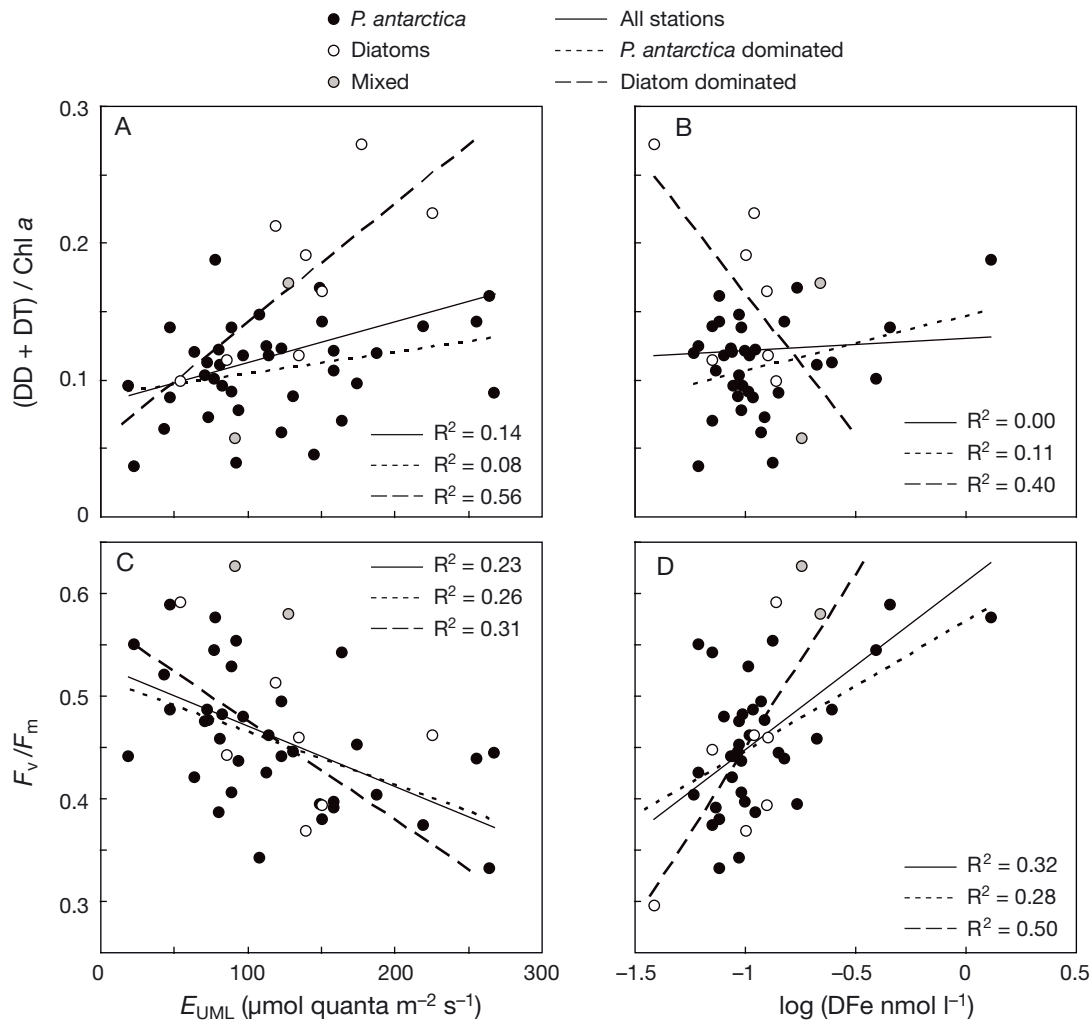 P. antarctica All stations
Diatoms P. antarctica dominated
Mixed Diatom dominated
0.3
0.2
0.1
0
(DD + DT) / Chl a
A
R² = 0.14
R² = 0.08
R² = 0.56
B
R² = 0.00
R² = 0.11
R² = 0.40
0.6
0.5
0.4
0.3
Fv/Fm
C
R² = 0.23
R² = 0.26
R² = 0.31
D
R² = 0.32
R² = 0.28
R² = 0.50
0 100 200 300
−1.5 −1 −0.5 0 0.5
EUML (µmol quanta m−2 s−1)
log (DFe nmol l−1)